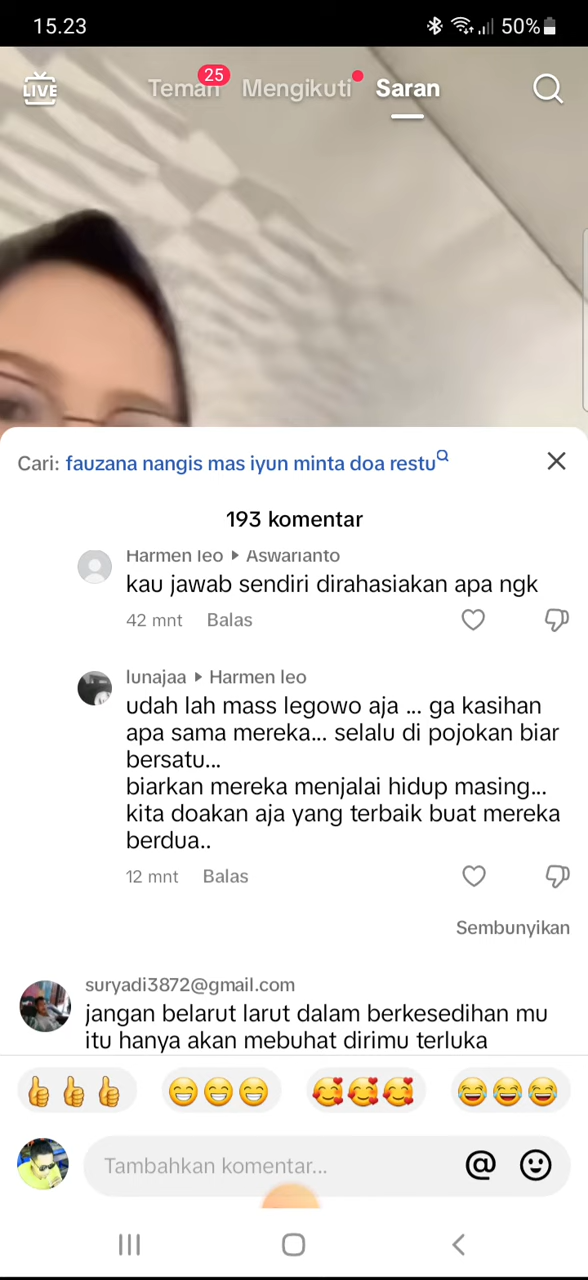 15.23
50%
LIVE
Teman
25
Mengikuti
Saran
Cari: fauzana nangis mas iyun minta doa restu
193 komentar
Harmen leo Aswarianto
kau jawab sendiri dirahasiakan apa ngk
42 mnt Balas
lunajaa Harmen leo
udah lah mass legowo aja ... ga kasihan
apa sama mereka... selalu di pojokan biar
bersatu...
biarkan mereka menjalai hidup masing...
kita doakan aja yang terbaik buat mereka
berdua..
12 mnt Balas
Sembunyikan
suryadi3872@gmail.com
jangan belarut larut dalam berkesedihan mu
itu hanya akan mebuhat dirimu terluka
Tambahkan komentar...
@